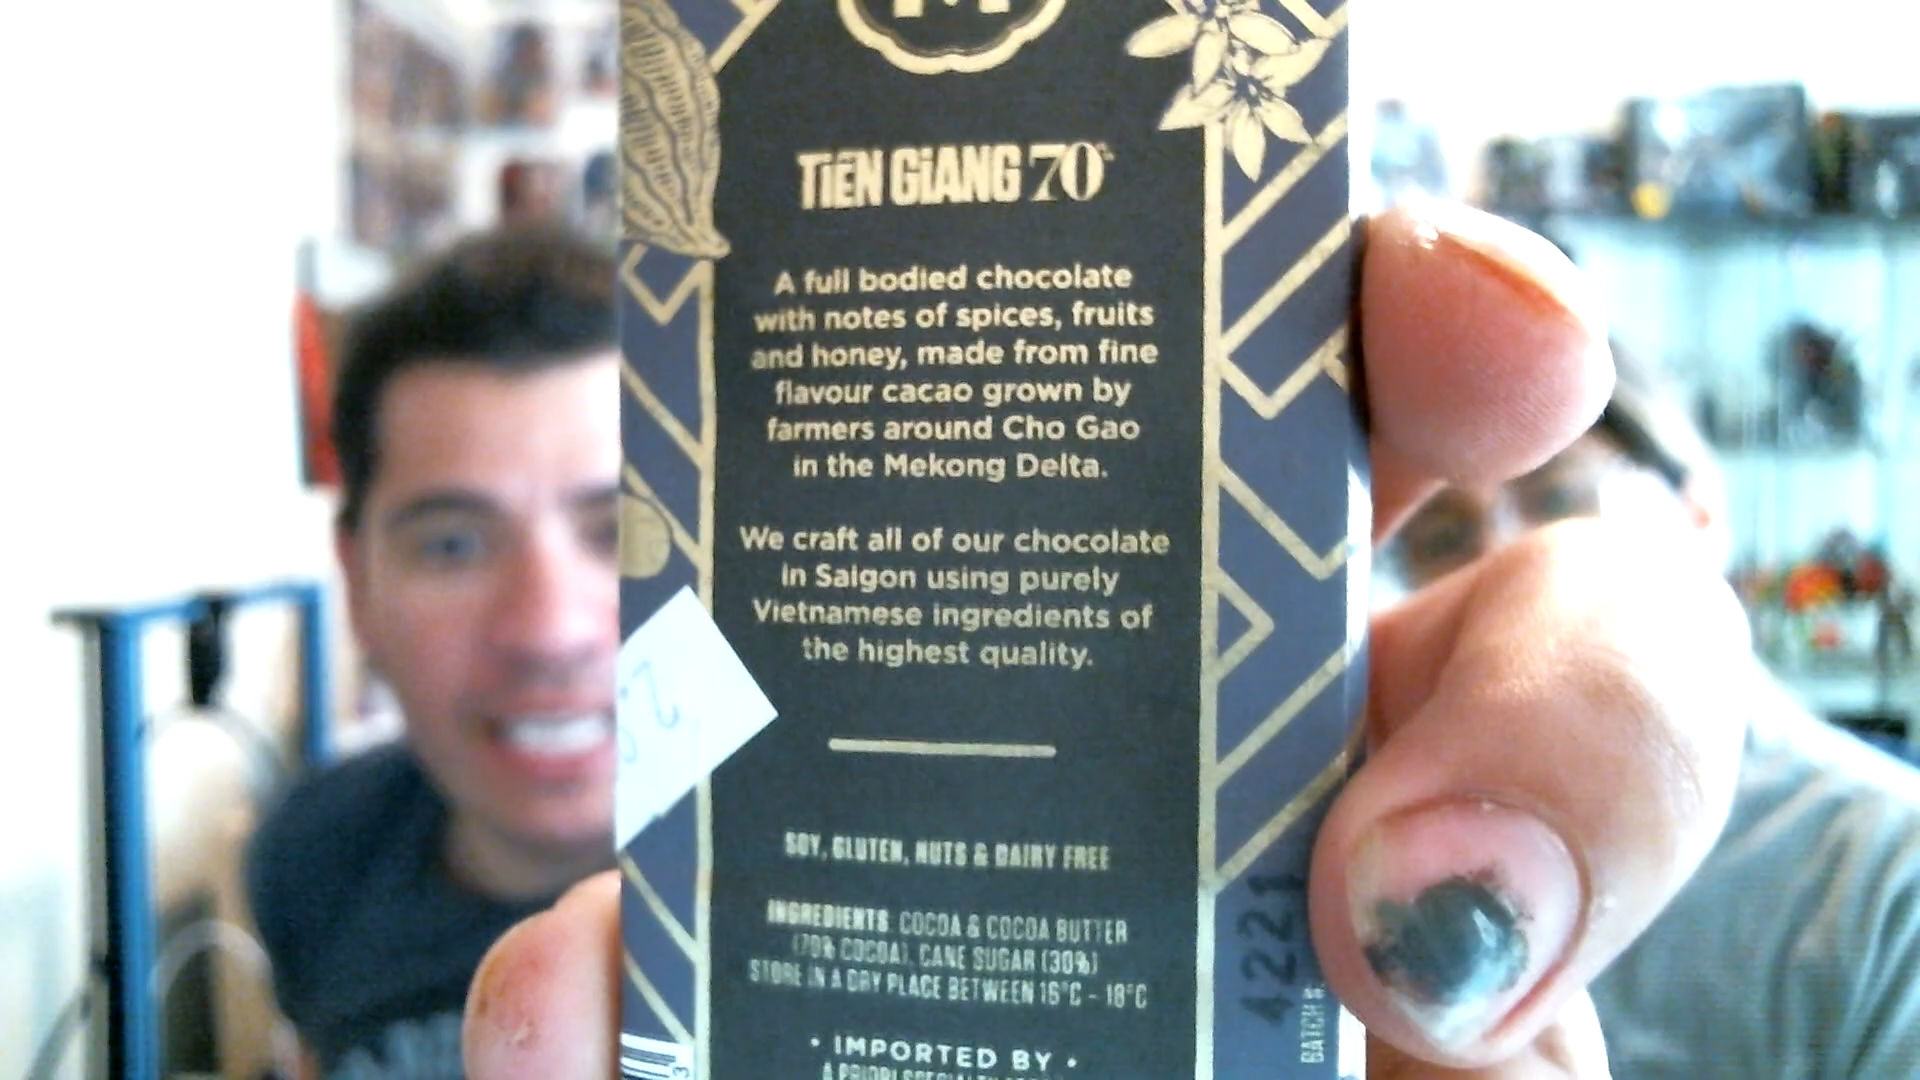 M
TiỀN GiANG 70%
A full bodied chocolate
with notes of spices, fruits
and honey, made from fine
flavour cacao grown by
farmers around Cho Gao
in the Mekong Delta.
We craft all of our chocolate
in Saigon using purely
Vietnamese ingredients of
the highest quality.
SOY, GLUTEN, NUTS & DAIRY FREE
INGREDIENTS: COCOA & COCOA BUTTER
(70% COCOA), CANE SUGAR (30%)
STORE IN A DRY PLACE BETWEEN 16°C - 18°C
• IMPORTED BY •
A PRIORI SPECIALTY
4221
BATCH #